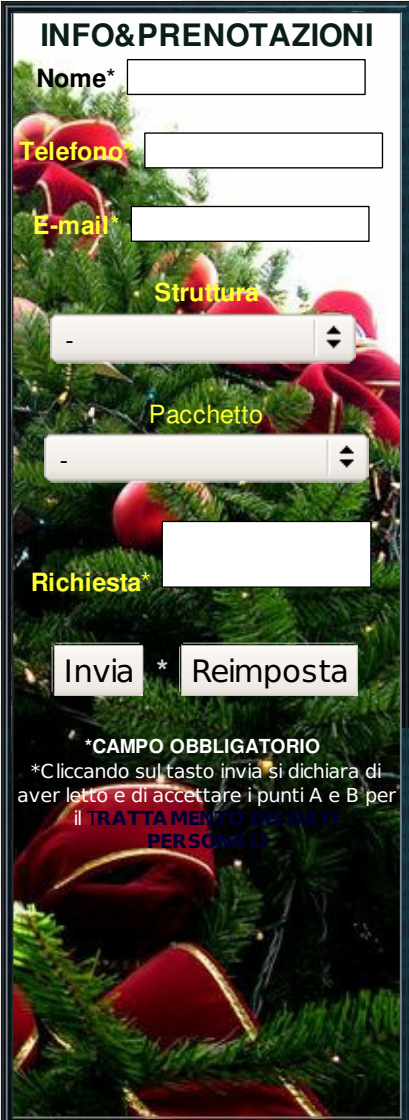 INFO&PRENOTAZIONI
Nome*
Telefono*
E-mail*
Struttura
-
Pacchetto
-
Richiesta*
Invia * Reimposta
*CAMPO OBBLIGATORIO
*Cliccando sul tasto invia si dichiara di
aver letto e di accettare i punti A e B per
il TRATTAMENTO DEI DATI
PERSONALI